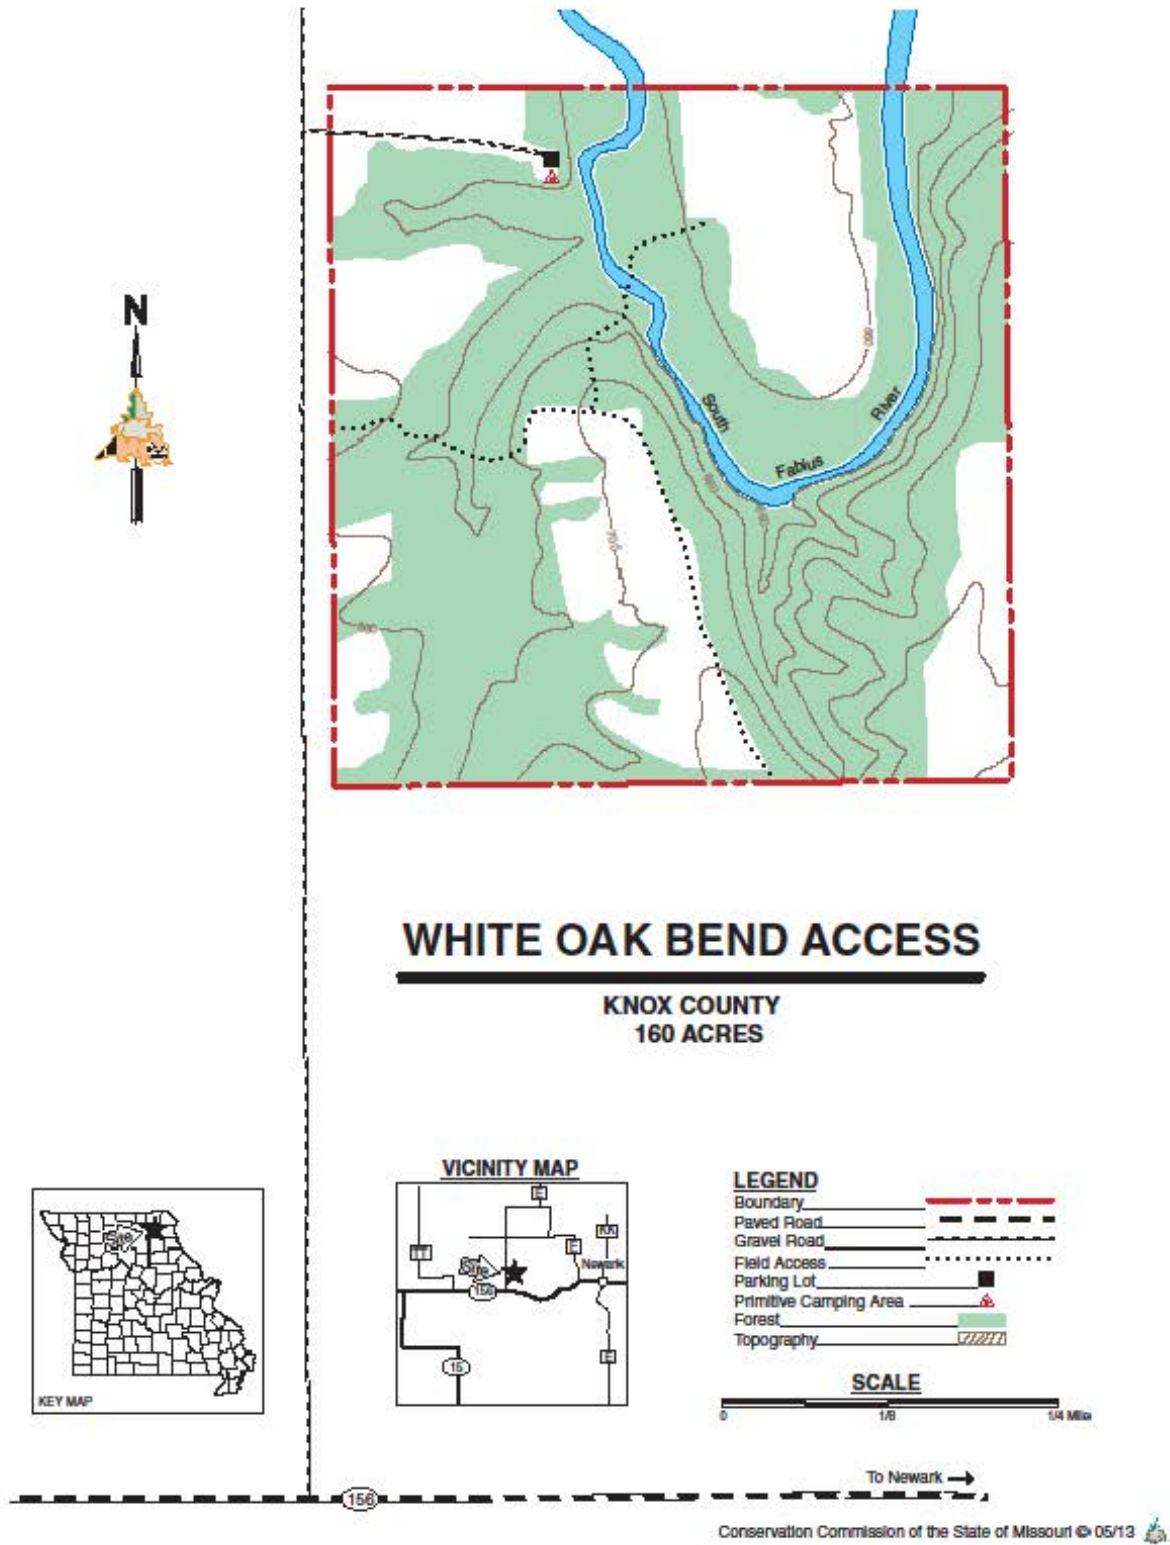 N
South
Fabius
River
660
700
WHITE OAK BEND ACCESS
KNOX COUNTY
160 ACRES
KEY MAP
Site
VICINITY MAP
E
KK
TT
E
Site
Newark
156
E
15
LEGEND
Boundary
Paved Road
Gravel Road
Field Access
Parking Lot
Primitive Camping Area
Forest
Topography
SCALE
0 1/8 1/4 Mile
To Newark
156
Conservation Commission of the State of Missouri © 05/13